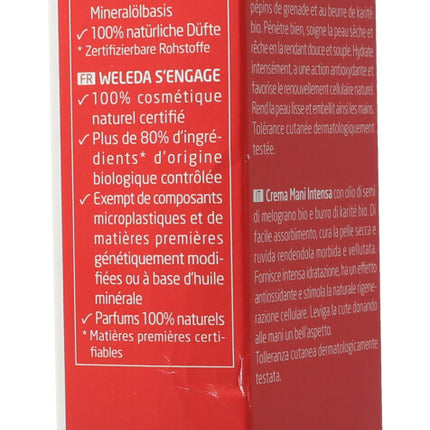 Mineralölbasis
✓ 100% natürliche Düfte
* Zertifizierbare Rohstoffe
FR WELEDA S'ENGAGE
✓ 100% cosmétique
naturel certifié
✓ Plus de 80% d'ingré-
dients* d'origine
biologique contrôlée
✓ Exempt de composants
microplastiques et de
matières premières
génétiquement modi-
fiées ou à base d'huile
minérale
✓ Parfums 100% naturels
* Matières premières certi-
fiables
pépins de grenade et au beurre de karité
bio. Pénètre bien, soigne la peau sèche et
rêche en la rendant douce et souple. Hydrate
intensément, a une action antioxydante et
favorise le renouvellement cellulaire naturel.
Rend la peau lisse et embellit ainsi les mains.
Tolérance cutanée dermatologiquement
testée.
IT Crema Mani Intensa con olio di semi
di melograno bio e burro di karité bio. Di
facile assorbimento, cura la pelle secca e
ruvida rendendola morbida e vellutata.
Fornisce intensa idratazione, ha un effetto
antiossidante e stimola la naturale rigene-
razione cellulare. Leviga la cute donando
alle mani un bell'aspetto.
Tolleranza cutanea dermatologicamente
testata.